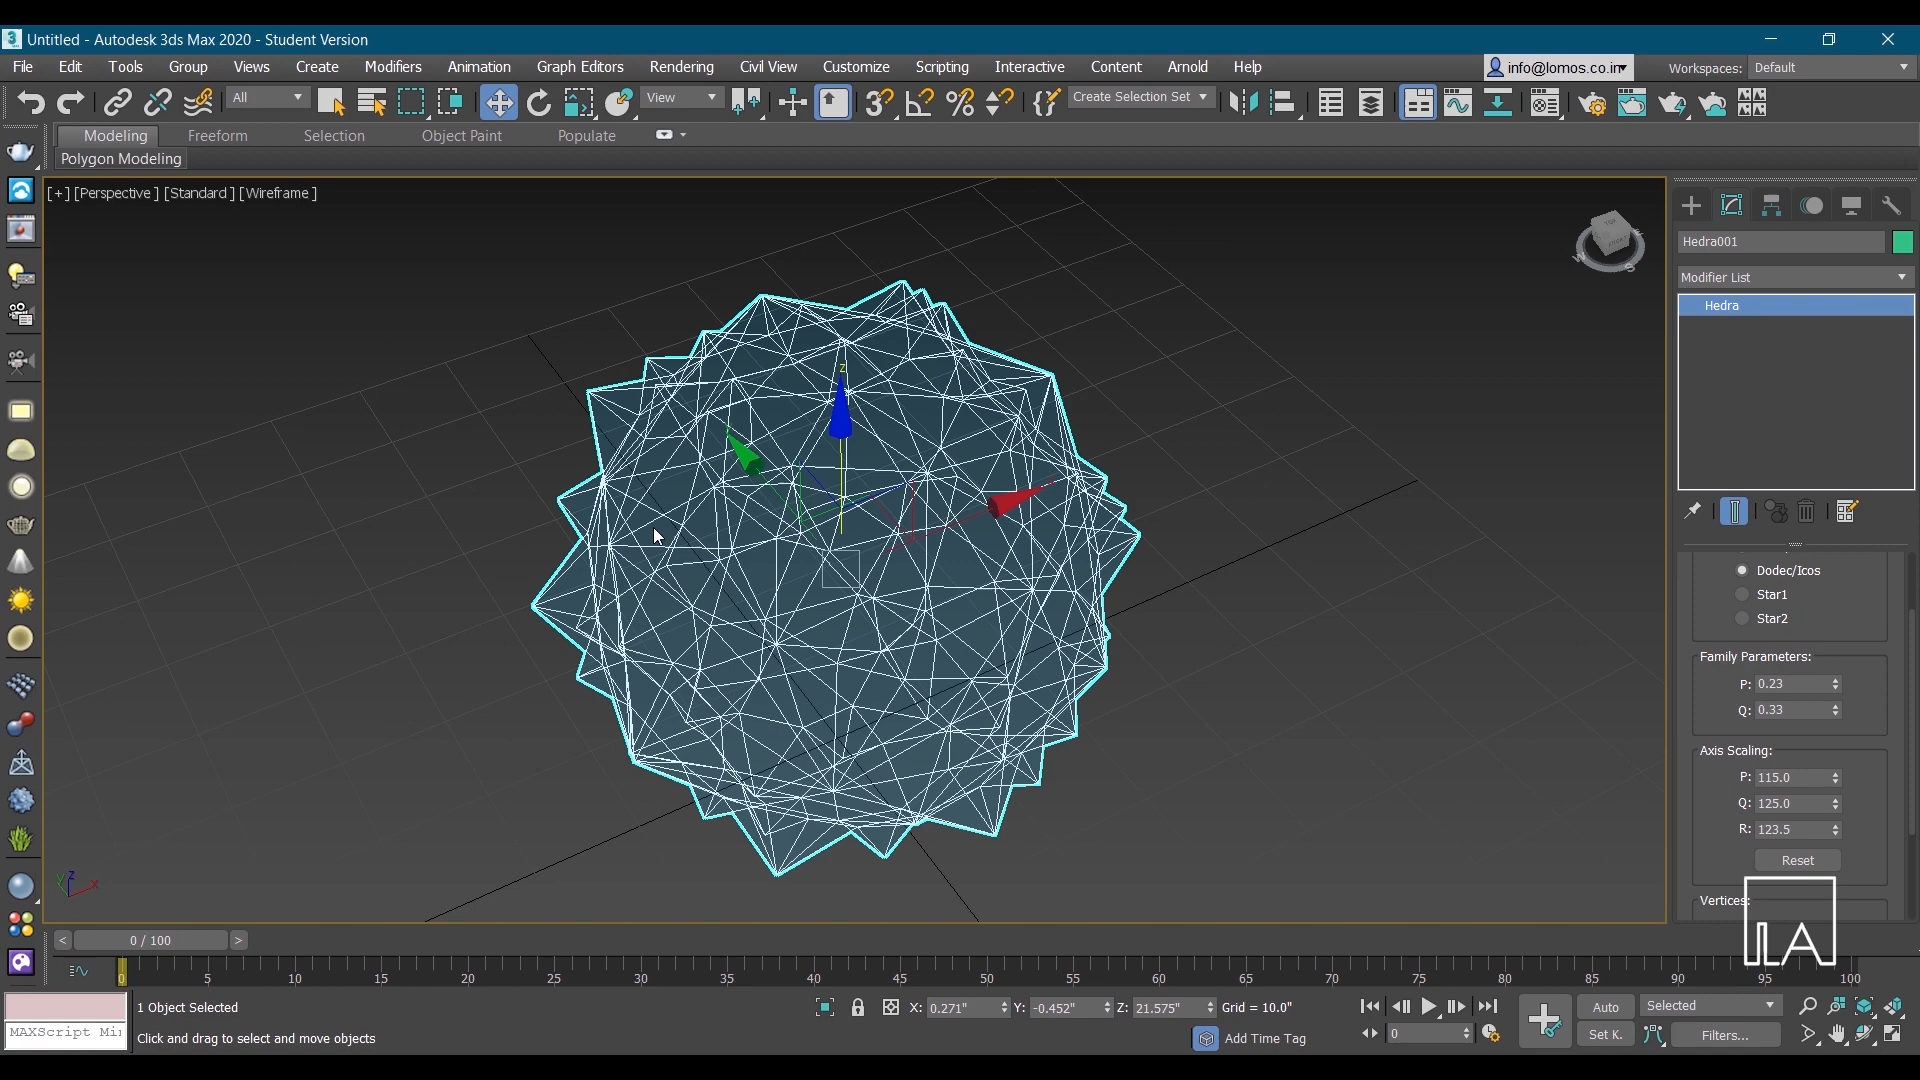 Untitled - Autodesk 3ds Max 2020 - Student Version
File Edit Tools Group Views Create Modifiers Animation Graph Editors Rendering Civil View Customize Scripting Interactive Content Arnold Help
info@lomos.co.in
Workspaces: Default
All
View
Create Selection Set
Modeling Freeform Selection Object Paint Populate
Polygon Modeling
[+] [Perspective] [Standard] [Wireframe]
Hedra001
Modifier List
Hedra
Dodec/Icos
Star1
Star2
Family Parameters:
P: 0.23
Q: 0.33
Axis Scaling:
P: 115.0
Q: 125.0
R: 123.5
Reset
Vertices:
ILA
z
TOP
FRONT
W
S
z
y
x
< 0 / 100 >
0 5 10 15 20 25 30 35 40 45 50 55 60 65 70 75 80 85 90 95 100
1 Object Selected
X: 0.271" Y: -0.452" Z: 21.575" Grid = 10.0"
Auto Selected
MAXScript Mi
Click and drag to select and move objects
Add Time Tag
0
Set K. Filters...